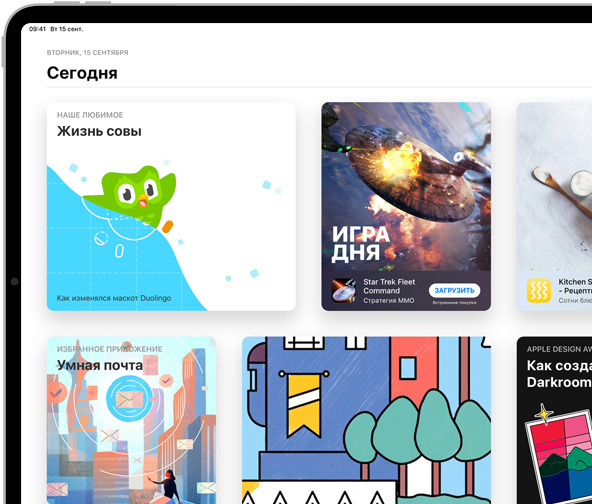 09:41 Вт 15 сент.
ВТОРНИК, 15 СЕНТЯБРЯ
Сегодня
НАШЕ ЛЮБИМОЕ
Жизнь совы
Как изменялся маскот Duolingo
ИГРА
ДНЯ
Star Trek Fleet
Command
Стратегия ММО
ЗАГРУЗИТЬ
Встроенные покупки
Kitchen S
- Рецепт
Сотни блю
ИЗБРАННОЕ ПРИЛОЖЕНИЕ
Умная почта
APPLE DESIGN AW
Как созда
Darkroom